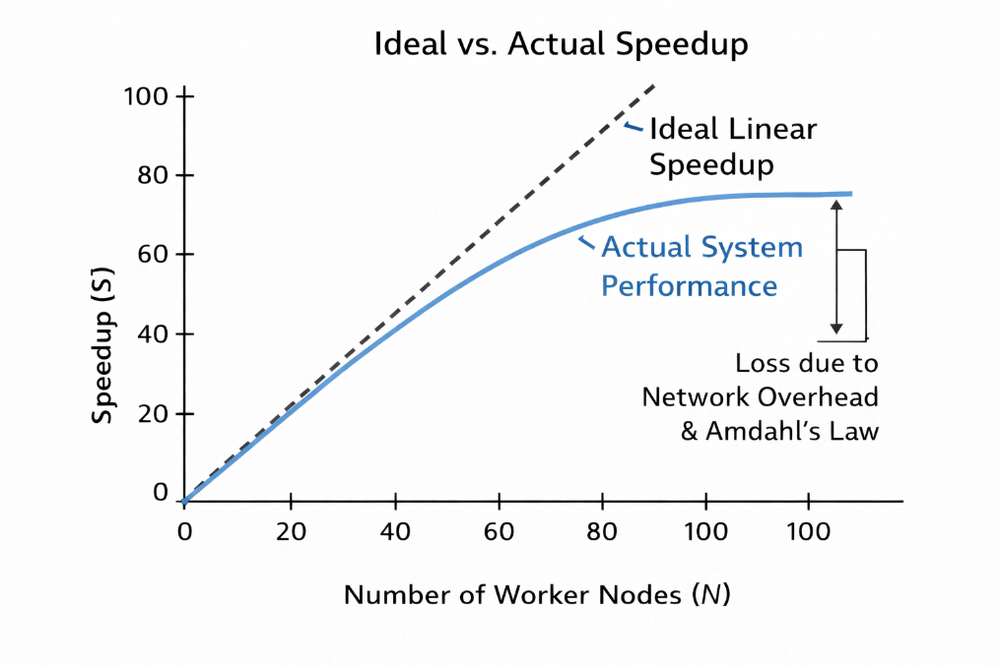 Ideal vs. Actual Speedup
100
80
60
40
20
0
Speedup (S)
Ideal Linear
Speedup
Actual System
Performance
Loss due to
Network Overhead
& Amdahl's Law
0 20 40 60 80 100 100
Number of Worker Nodes (N)